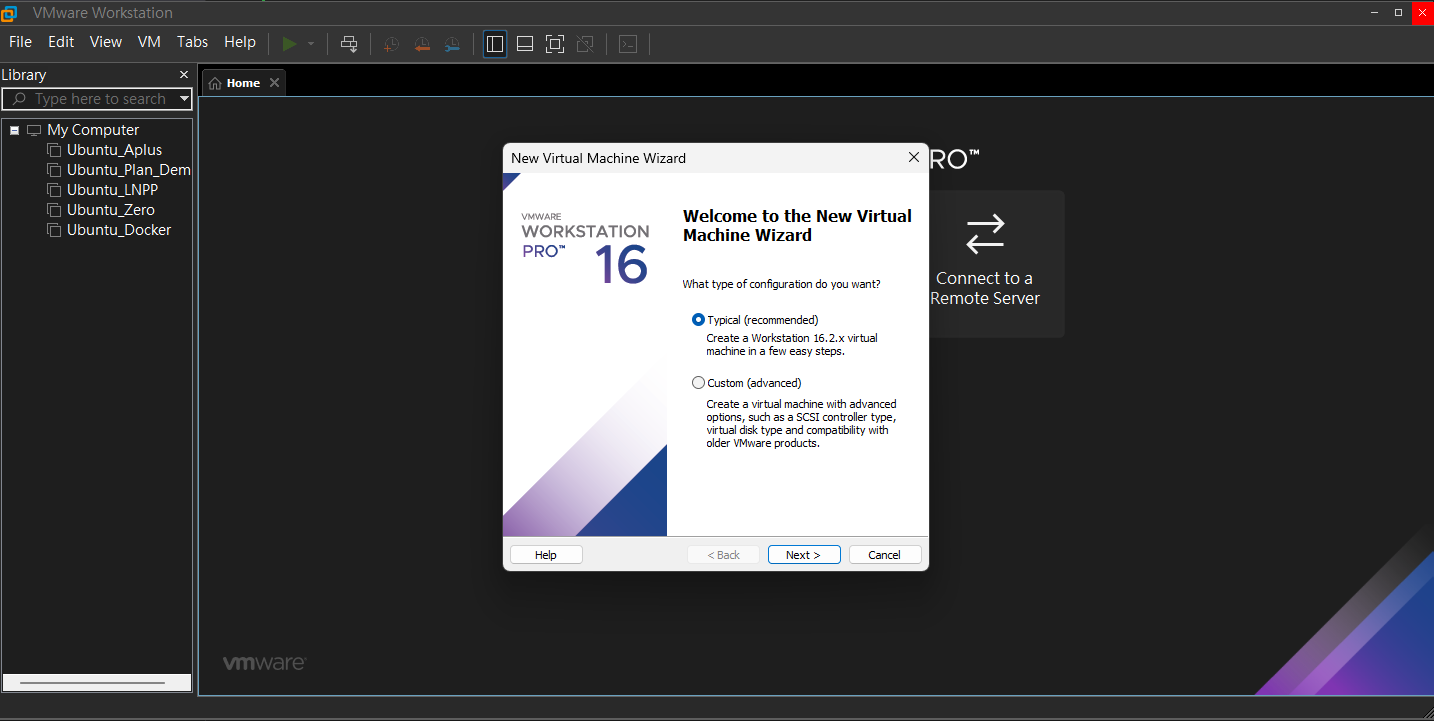 VMware Workstation
File Edit View VM Tabs Help
Library
Type here to search
My Computer
Ubuntu_Aplus
Ubuntu_Plan_Dem
Ubuntu_LNPP
Ubuntu_Zero
Ubuntu_Docker
Home
PRO™
Connect to a
Remote Server
New Virtual Machine Wizard
VMWARE
WORKSTATION
PRO™ 16
Welcome to the New Virtual
Machine Wizard
What type of configuration do you want?
Typical (recommended)
Create a Workstation 16.2.x virtual
machine in a few easy steps.
Custom (advanced)
Create a virtual machine with advanced
options, such as a SCSI controller type,
virtual disk type and compatibility with
older VMware products.
Help
< Back
Next >
Cancel
vmware